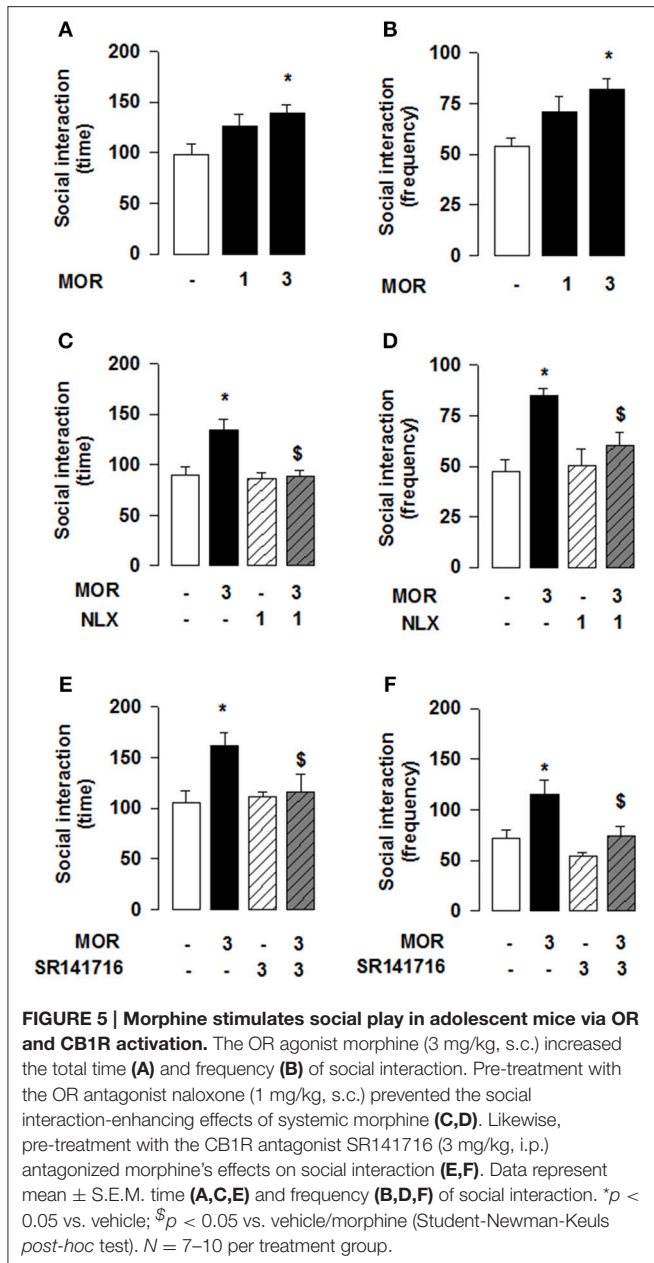 A
200
*
150
100
50
0
Social interaction
(time)
MOR - 1 3
B
100
*
75
50
25
0
Social interaction
(frequency)
MOR - 1 3
C
200
*
150
$
100
50
0
Social interaction
(time)
MOR - 3 - 3
NLX - - 1 1
D
100
*
75
$
50
25
0
Social interaction
(frequency)
MOR - 3 - 3
NLX - - 1 1
E
200
*
150
$
100
50
0
Social interaction
(time)
MOR - 3 - 3
SR141716 - - 3 3
F
200
150
*
$
100
50
0
Social interaction
(frequency)
MOR - 3 - 3
SR141716 - - 3 3
FIGURE 5 | Morphine stimulates social play in adolescent mice via OR
and CB1R activation. The OR agonist morphine (3 mg/kg, s.c.) increased
the total time (A) and frequency (B) of social interaction. Pre-treatment with
the OR antagonist naloxone (1 mg/kg, s.c.) prevented the social
interaction-enhancing effects of systemic morphine (C,D). Likewise,
pre-treatment with the CB1R antagonist SR141716 (3 mg/kg, i.p.)
antagonized morphine's effects on social interaction (E,F). Data represent
mean ± S.E.M. time (A,C,E) and frequency (B,D,F) of social interaction. *p <
0.05 vs. vehicle; $p < 0.05 vs. vehicle/morphine (Student-Newman-Keuls
post-hoc test). N = 7–10 per treatment group.